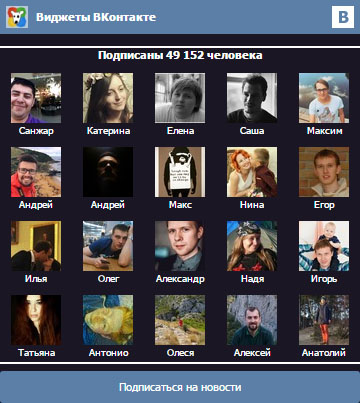 Виджеты ВКонтакте
В
Подписаны 49 152 человека
Санжар Катерина Елена Саша Максим
Андрей Андрей Макс Нина Егор
Илья Олег Александр Надя Игорь
Татьяна Антонио Олеся Алексей Анатолий
Подписаться на новости